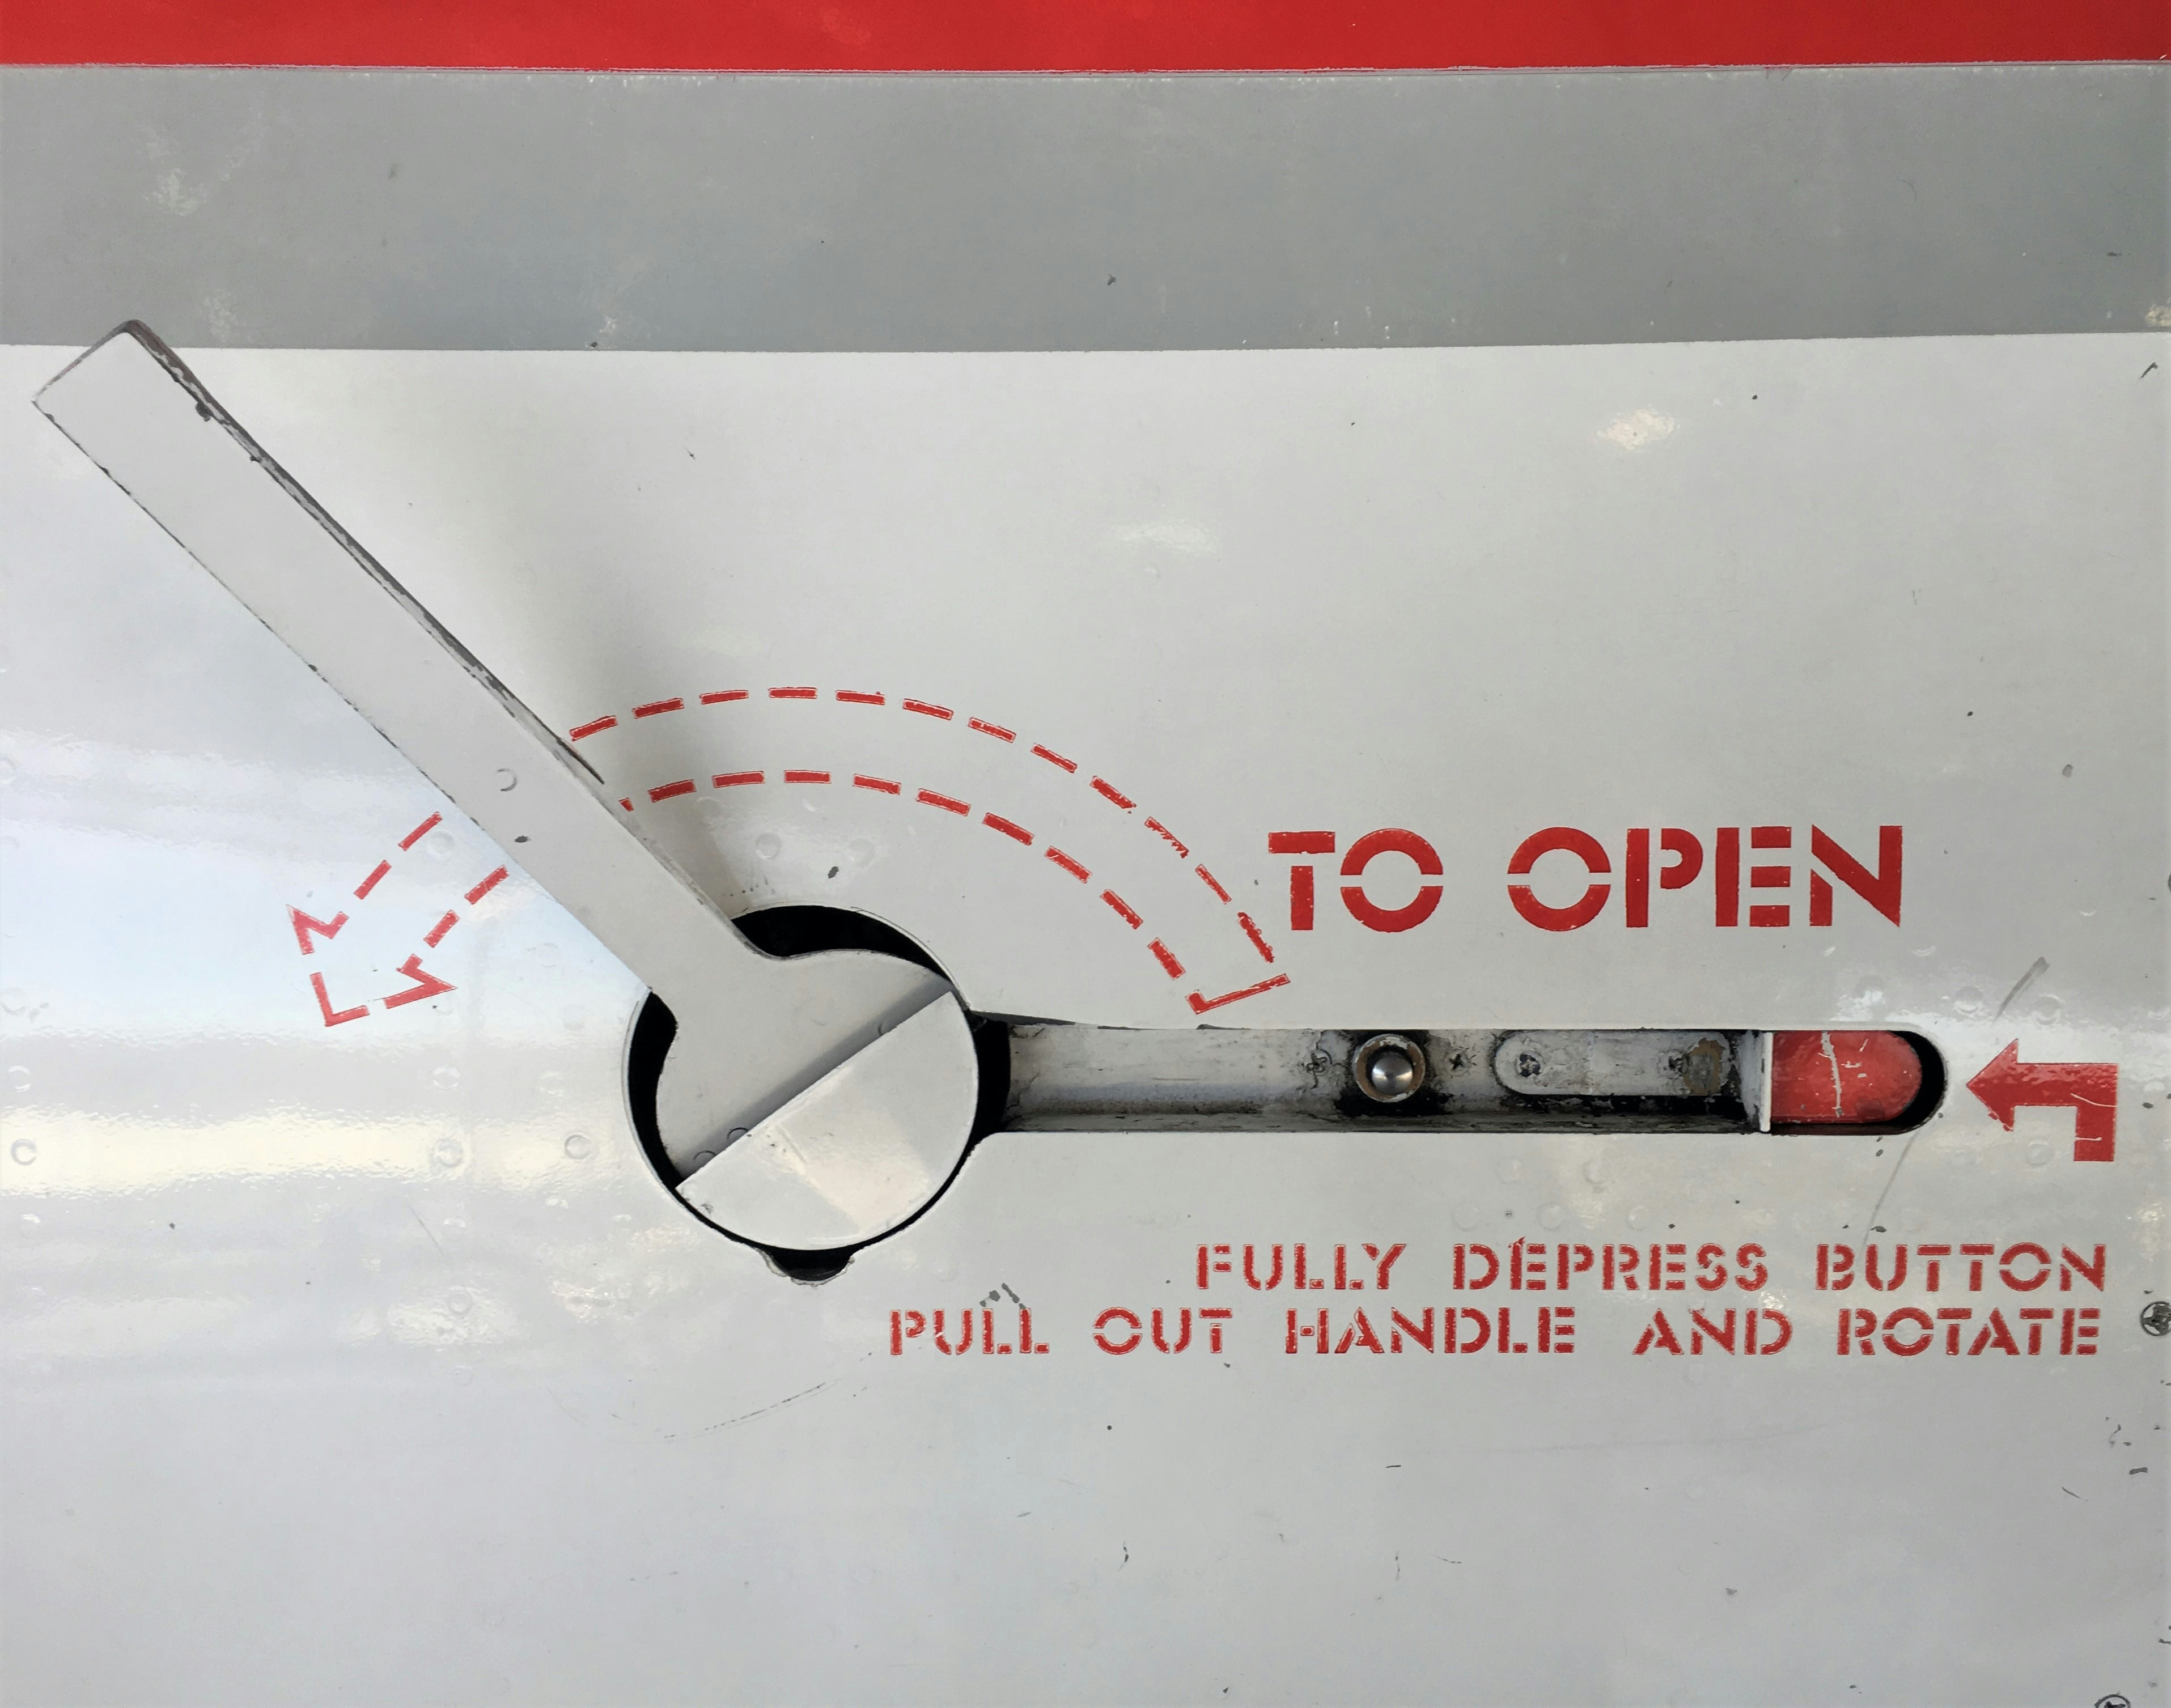 TO OPEN
FULLY DEPRESS BUTTON
PULL OUT HANDLE AND ROTATE